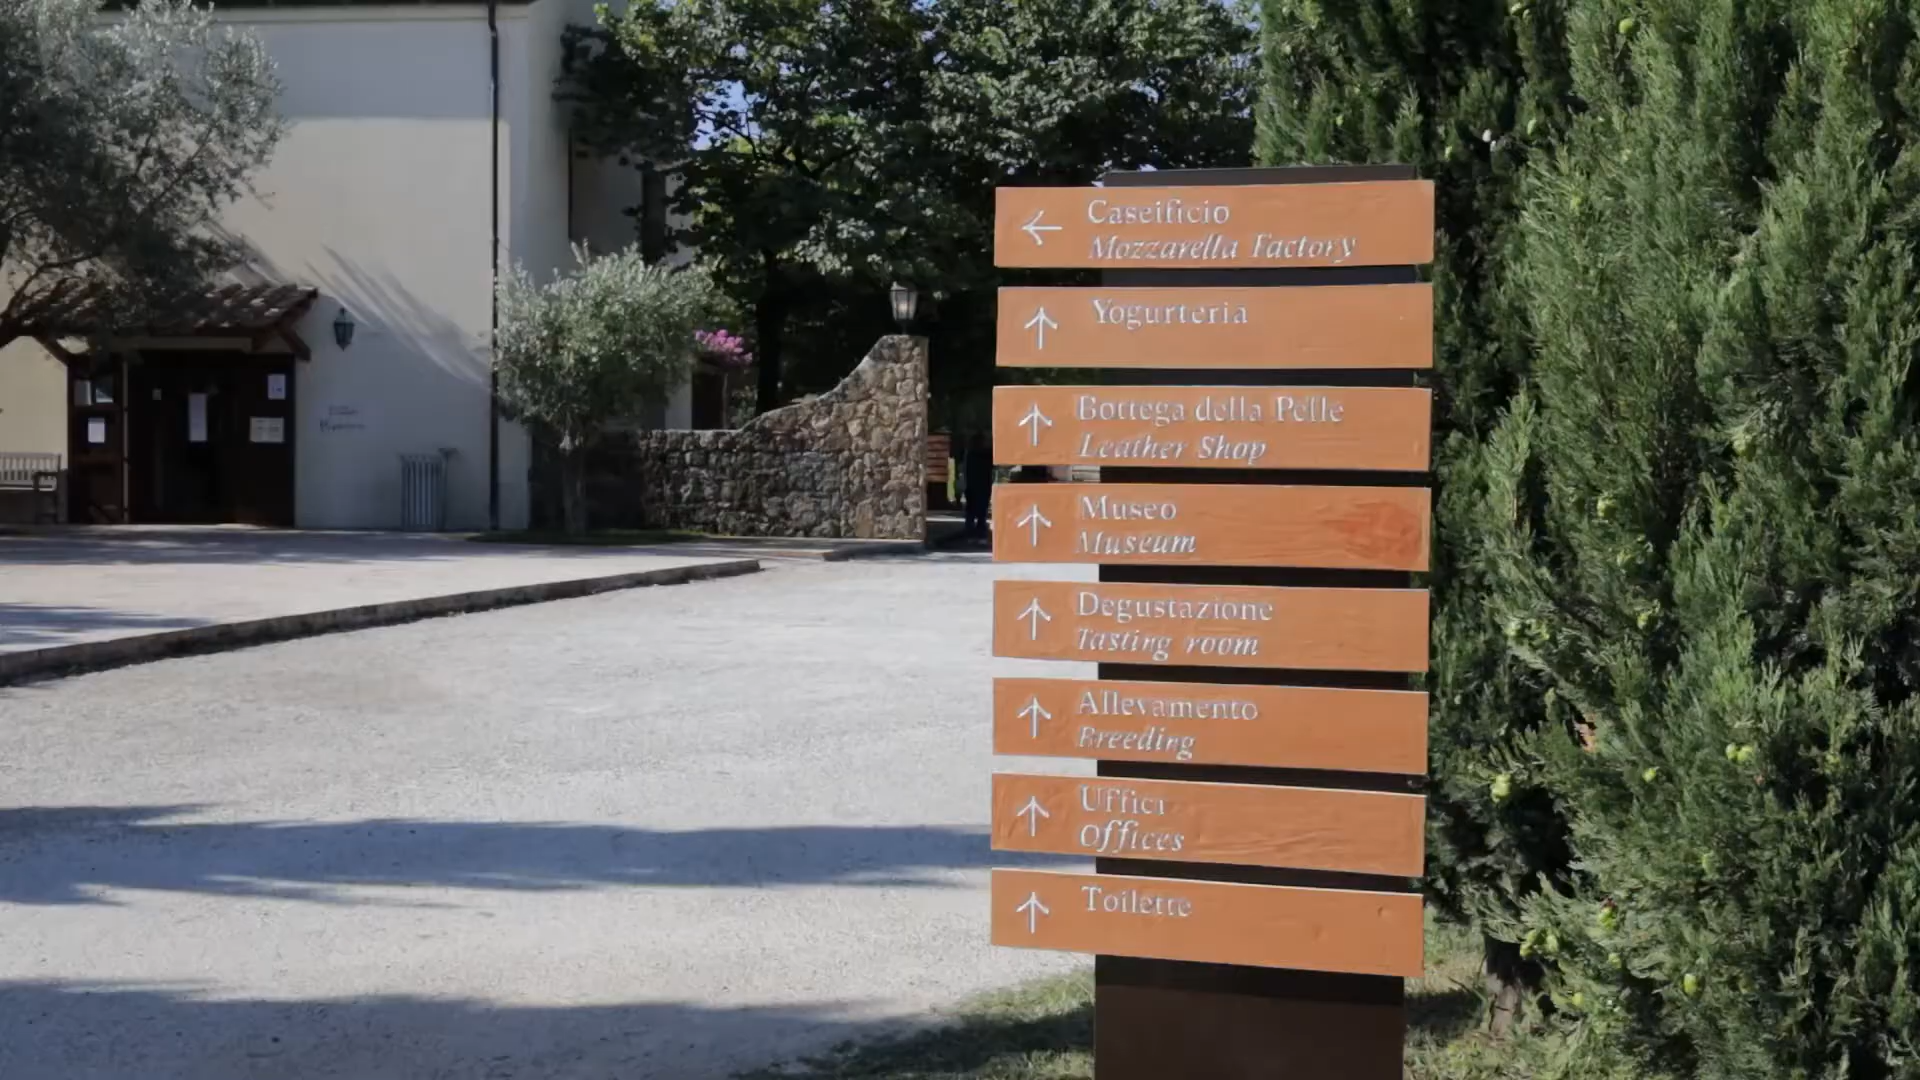 Caseificio
Mozzarella Factory
Yogurteria
Bottega della Pelle
Leather Shop
Museo
Museum
Degustazione
Tasting room
Allevamento
Breeding
Uffici
Offices
Toilette